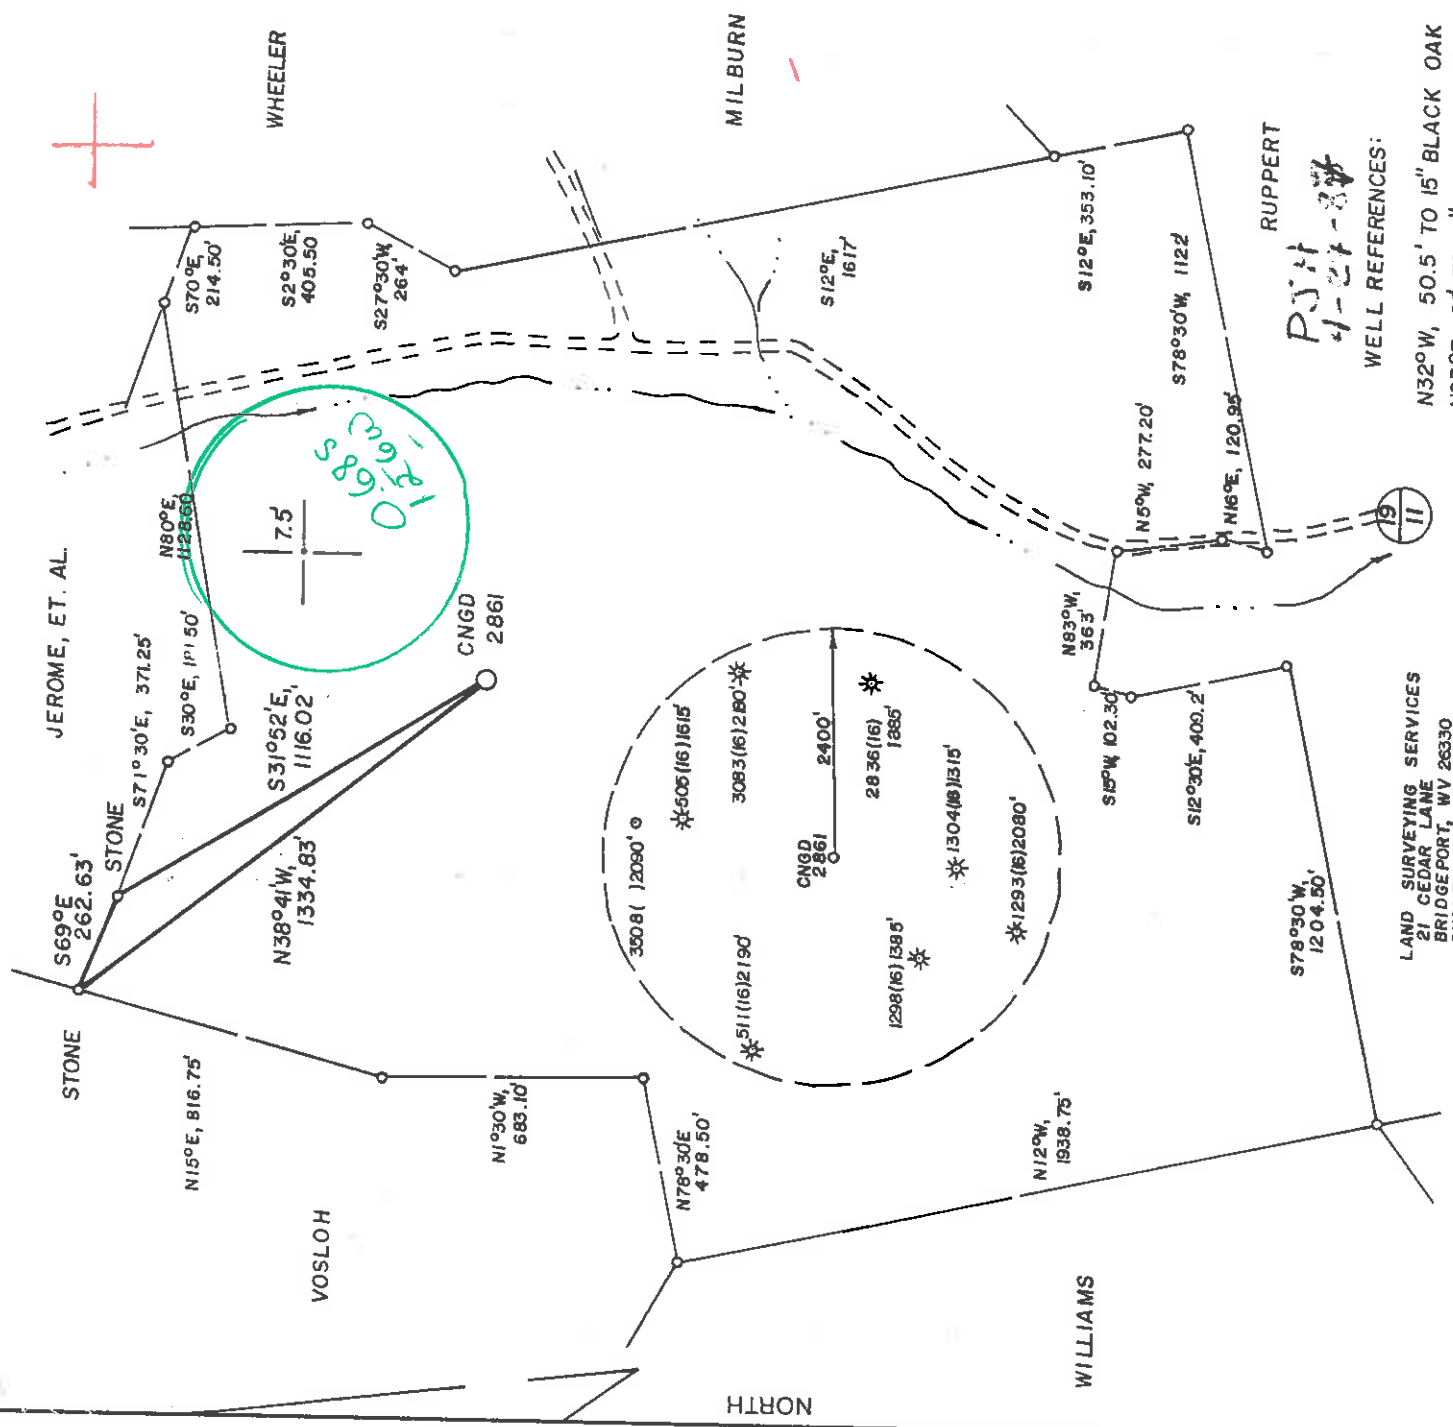 JEROME, ET. AL.
WHEELER
MILBURN
RUPPERT
WELL REFERENCES:
N32°W, 50.5' TO 15" BLACK OAK
STONE
S69°E
262.63'
STONE
S71°30'E, 371.25'
N80°E,
1128.60
S70°E,
214.50'
S2°30'E,
405.50
S27°30'W,
264'
S12°E,
1617'
S12°E, 353.10'
S78°30'W, 1122'
N16°E, 120.95'
N5°W, 277.20'
N83°W,
363'
S15°W, 102.30'
S12°30'E, 409.2'
S78°30'W,
1204.50'
N12°W,
1938.75'
N78°30'E
478.50'
N1°30'W,
683.10'
N15°E, 816.75'
S31°52'E,
1116.02'
N38°41'W,
1334.83'
7.5'
0.68 S
1.26 W
CNGD
2861
3508( )2090'
505(16)1615'
3083(16)2180'
511(16)2190'
2400'
CNGD
2861
2836(16)
1885'
1298(16)1385'
1304(16)1315'
1293(16)2080'
19
11
VOSLOH
WILLIAMS
NORTH
LAND SURVEYING SERVICES
21 CEDAR LANE
BRIDGEPORT, WV 26330